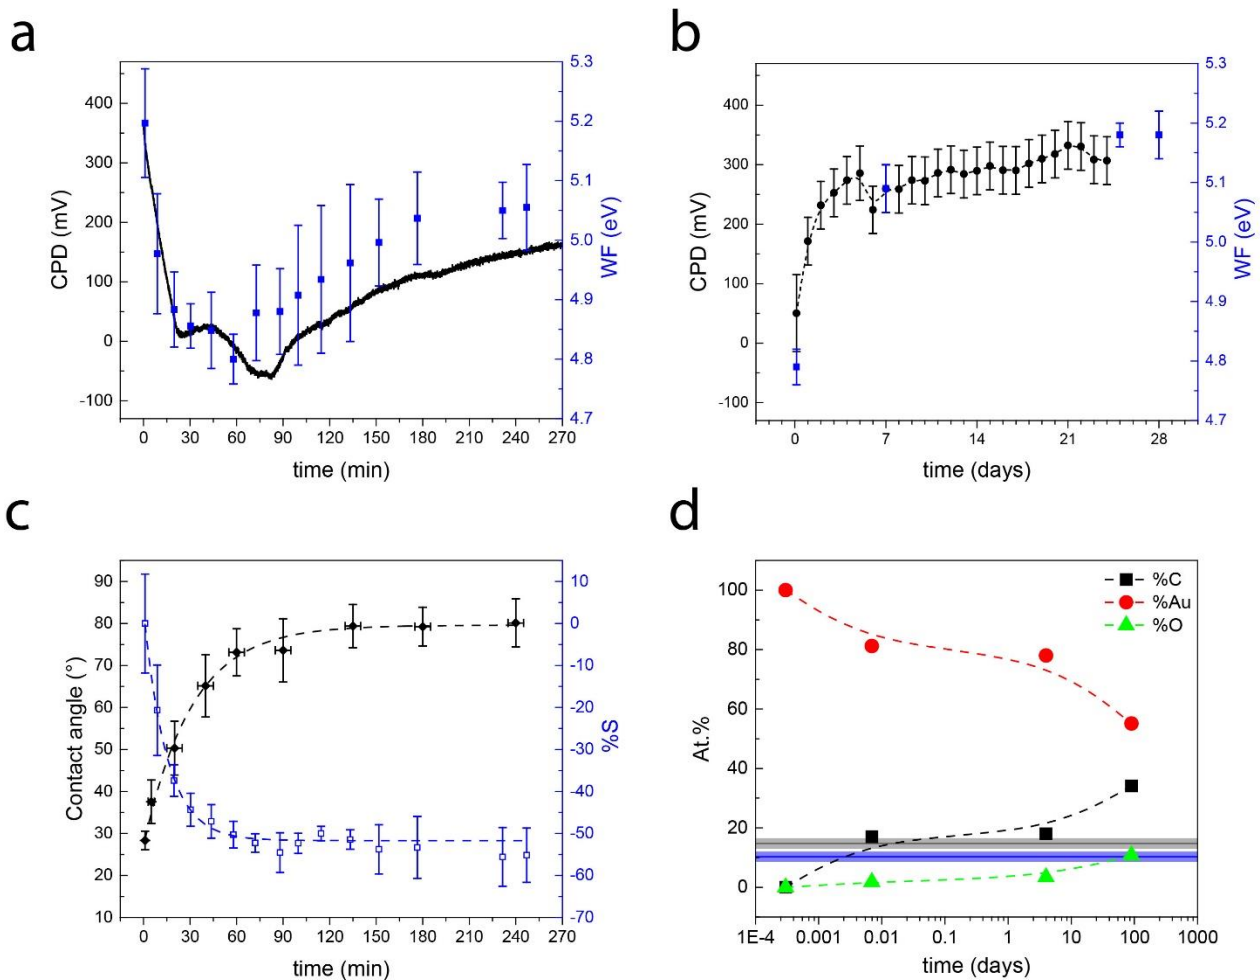 a
400
300
200
100
0
-100
CPD (mV)
5.3
5.2
5.1
5.0
4.9
4.8
4.7
WF (eV)
0 30 60 90 120 150 180 210 240 270
time (min)
b
400
300
200
100
0
-100
CPD (mV)
5.3
5.2
5.1
5.0
4.9
4.8
4.7
WF (eV)
0 7 14 21 28
time (days)
c
90
80
70
60
50
40
30
20
10
Contact angle (°)
10
0
-10
-20
-30
-40
-50
-60
-70
%S
0 30 60 90 120 150 180 210 240 270
time (min)
d
100
80
60
40
20
0
At.%
%C
%Au
%O
1E-4 0.001 0.01 0.1 1 10 100 1000
time (days)